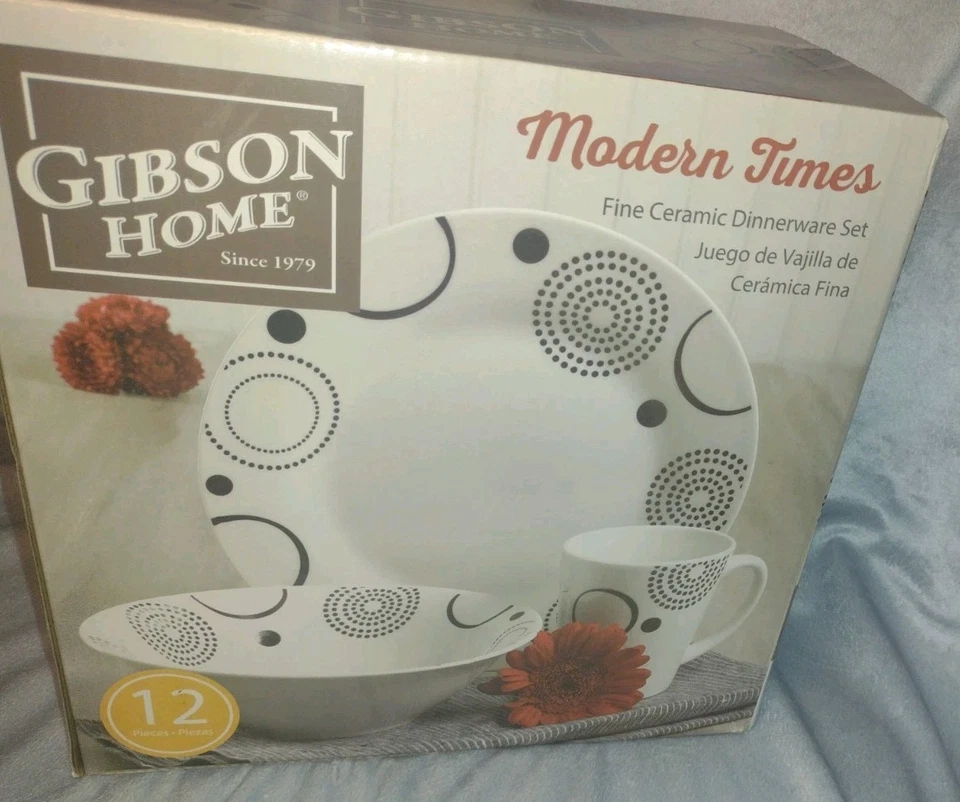 GIBSON
HOME®
Since 1979
Modern Times
Fine Ceramic Dinnerware Set
Juego de Vajilla de
Cerámica Fina
12
Pieces • Piezas